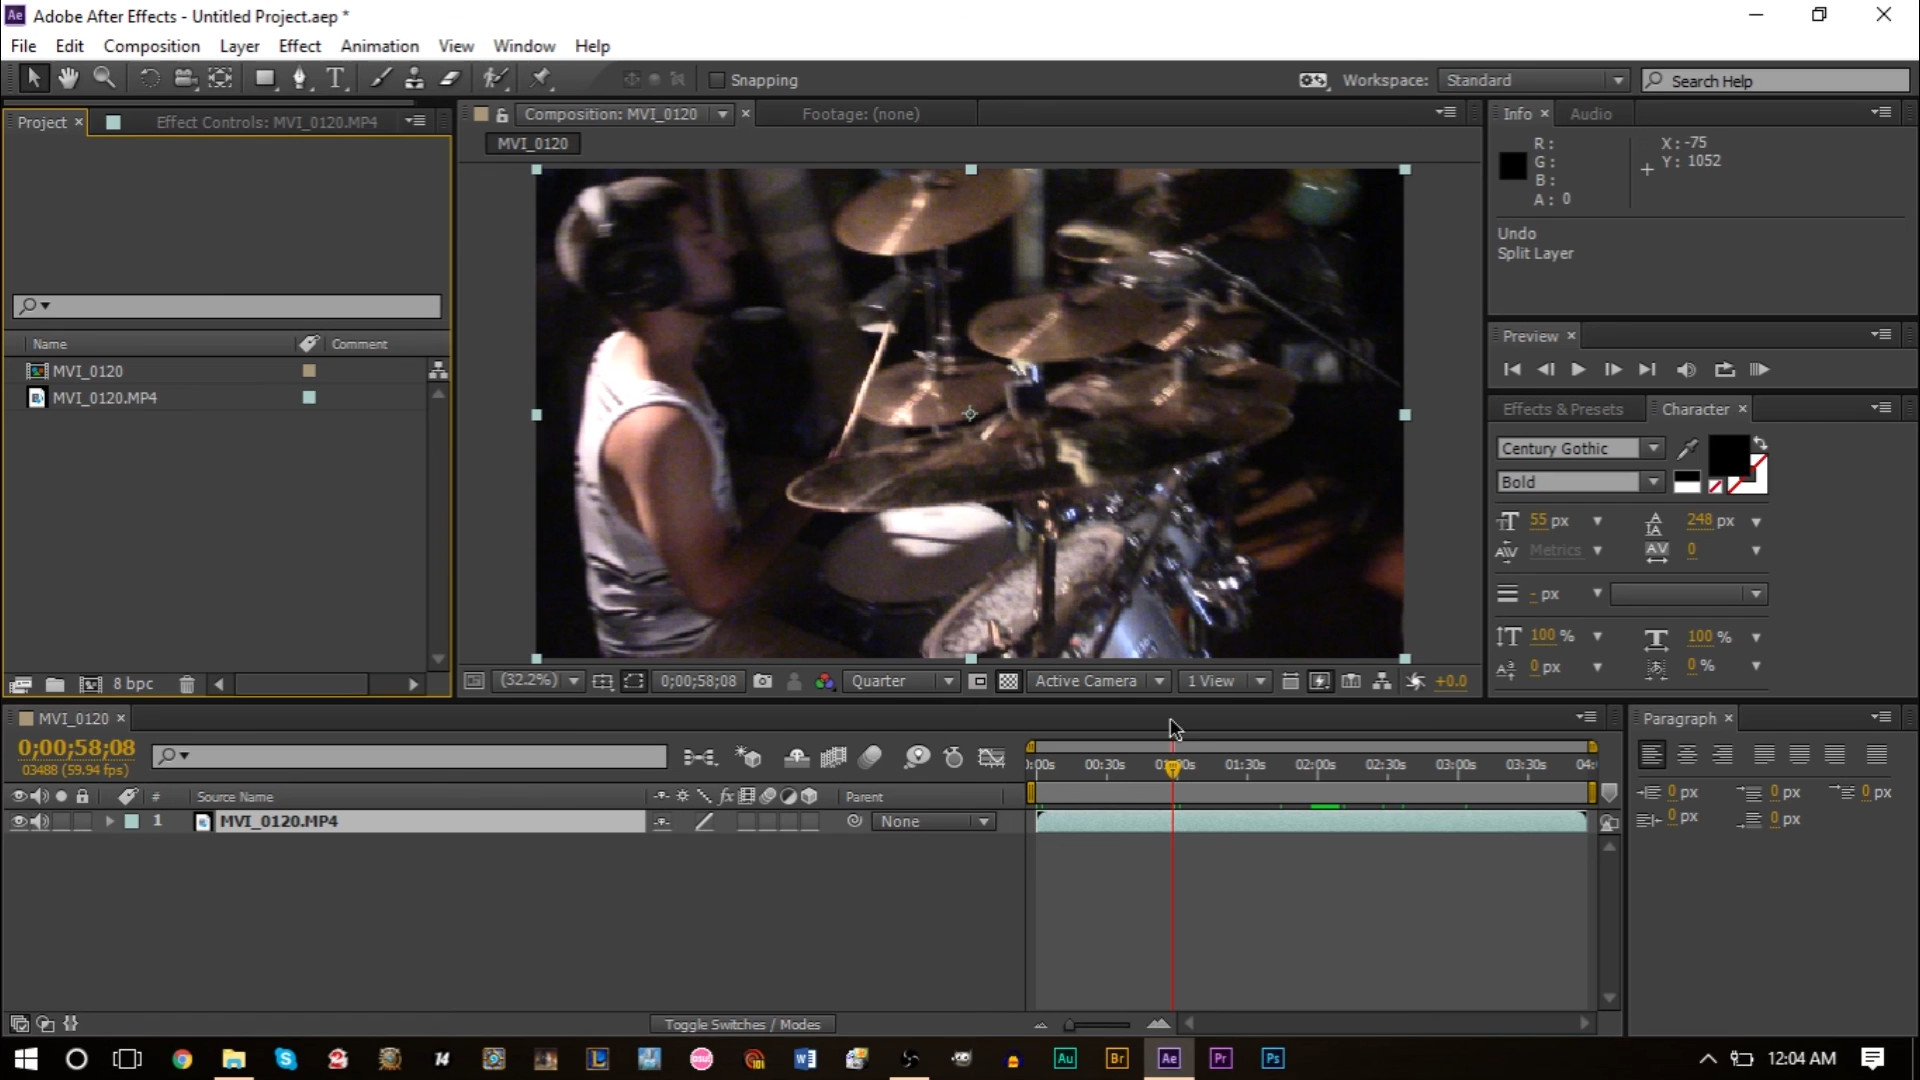 Adobe After Effects - Untitled Project.aep *
File Edit Composition Layer Effect Animation View Window Help
Snapping Workspace: Standard Search Help
Project Effect Controls: MVI_0120.MP4
Composition: MVI_0120 Footage: (none)
MVI_0120
Name Comment
MVI_0120
MVI_0120.MP4
8 bpc
(32.2%) 0;00;58;08 Quarter Active Camera 1 View +0.0
Info Audio
R :
G :
B :
A : 0
X : -75
Y : 1052
Undo
Split Layer
Preview
Effects & Presets Character
Century Gothic
Bold
55 px 248 px
Metrics 0
- px
100 % 100 %
0 px 0 %
MVI_0120
0;00;58;08
03488 (59.94 fps)
# Source Name Parent
1 MVI_0120.MP4 None
):00s 00:30s 01:00s 01:30s 02:00s 02:30s 03:00s 03:30s 04:
Toggle Switches / Modes
Paragraph
0 px 0 px 0 px
0 px 0 px
Au Br Ae Pr Ps
12:04 AM